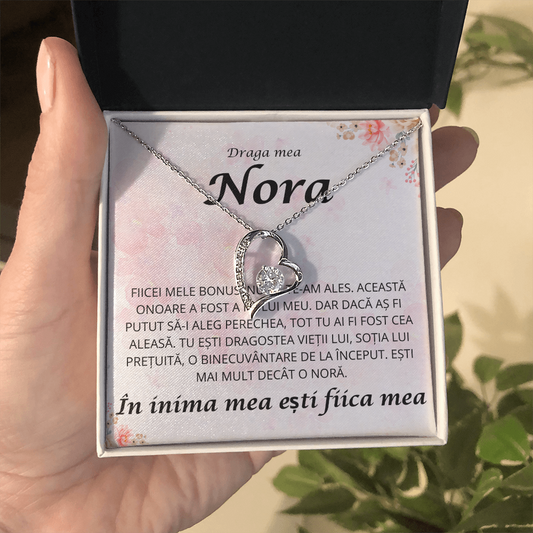 Draga mea
Nora
FIICEI MELE BONUS, AM ALES. ACEASTĂ
ONOARE A FOST A LUI MEU. DAR DACĂ AȘ FI
PUTUT SĂ-I ALEG PERECHEA, TOT TU AI FI FOST CEA
ALEASĂ. TU EȘTI DRAGOSTEA VIEȚII LUI, SOȚIA LUI
PREȚUITĂ, O BINECUVÂNTARE DE LA ÎNCEPUT. EȘTI
MAI MULT DECÂT O NORĂ.
În inima mea ești fiica mea